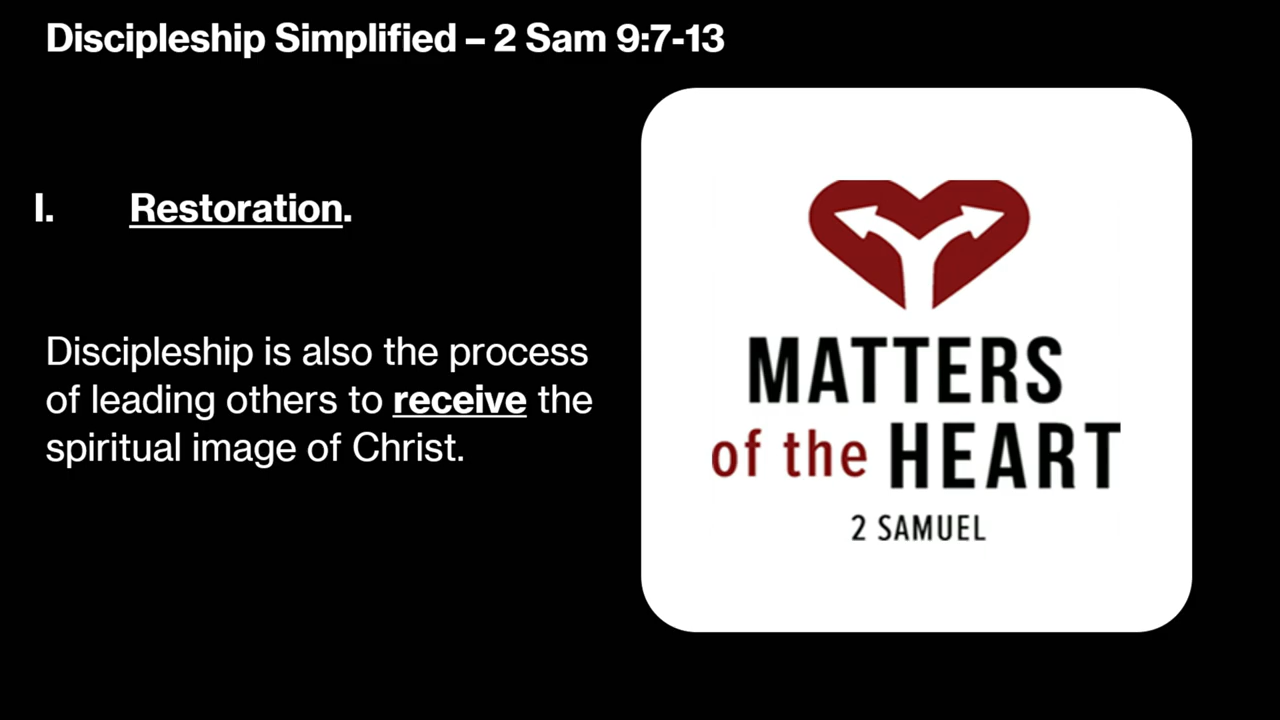 Discipleship Simplified – 2 Sam 9:7-13
I. Restoration.
Discipleship is also the process
of leading others to receive the
spiritual image of Christ.
MATTERS
of the HEART
2 SAMUEL